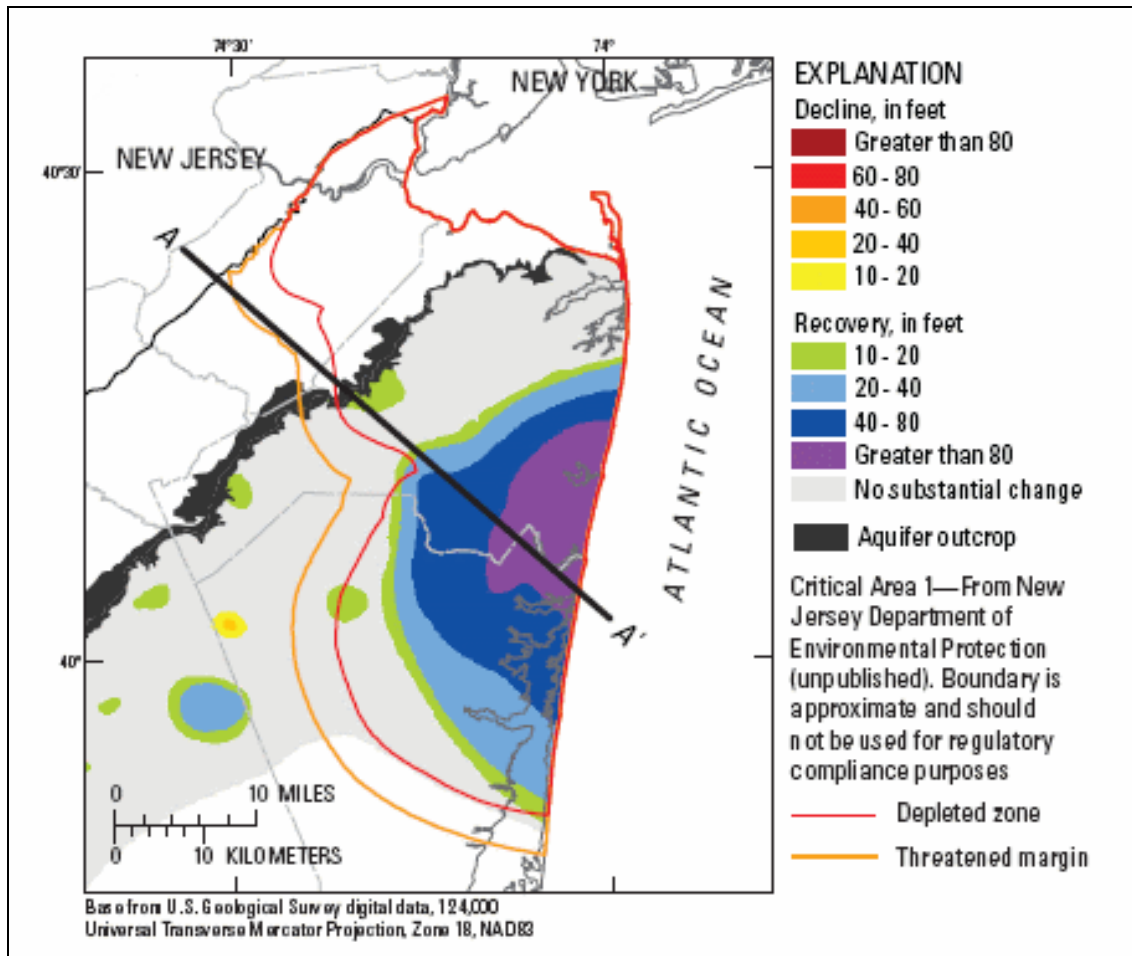 74°30'
74°
NEW YORK
NEW JERSEY
40°30'
A
ATLANTIC OCEAN
A'
40°
0 10 MILES
0 10 KILOMETERS
Base from U.S. Geological Survey digital data, 124,000
Universal Transverse Mercator Projection, Zone 18, NAD83
EXPLANATION
Decline, in feet
Greater than 80
60 - 80
40 - 60
20 - 40
10 - 20
Recovery, in feet
10 - 20
20 - 40
40 - 80
Greater than 80
No substantial change
Aquifer outcrop
Critical Area 1—From New
Jersey Department of
Environmental Protection
(unpublished). Boundary is
approximate and should
not be used for regulatory
compliance purposes
Depleted zone
Threatened margin